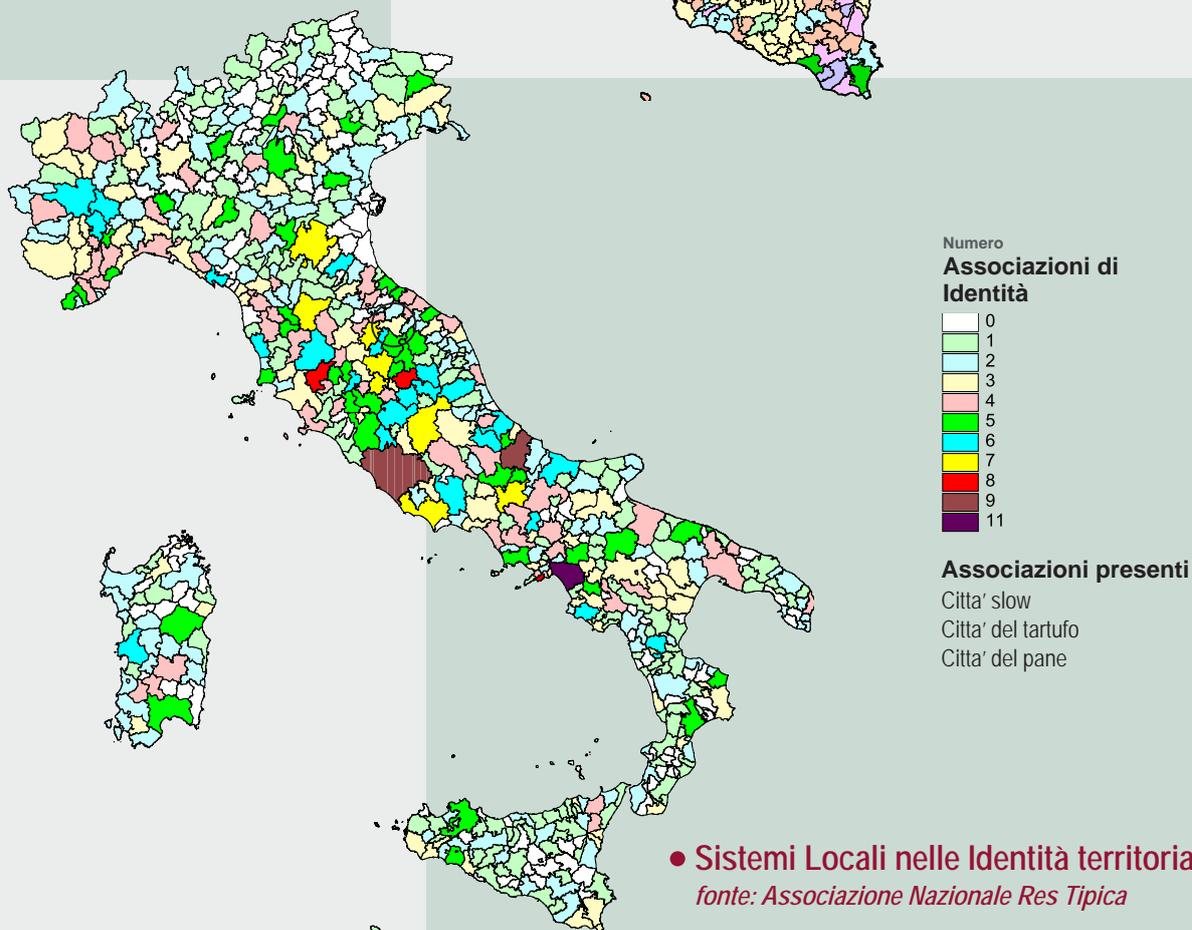 Numero
Associazioni di
Identità
0
1
2
3
4
5
6
7
8
9
11
Associazioni presenti
Citta' slow
Citta' del tartufo
Citta' del pane
• Sistemi Locali nelle Identità territoria
fonte: Associazione Nazionale Res Tipica